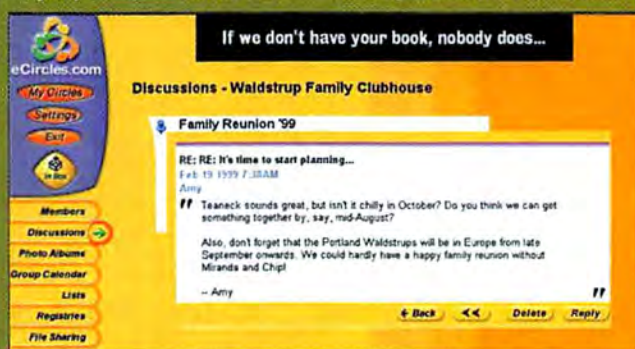 If we don't have your book, nobody does...
eCircles.com
My Circles
Settings
Exit
In Box
Members
Discussions
Photo Albums
Group Calendar
Lists
Registries
File Sharing
Discussions - Waldstrup Family Clubhouse
Family Reunion '99
RE: RE: It's time to start planning...
Feb 19 1999 7:38AM
Amy
" Teaneck sounds great, but isn't it chilly in October? Do you think we can get
something together by, say, mid-August?
Also, don't forget that the Portland Waldstrups will be in Europe from late
September onwards. We could hardly have a happy family reunion without
Miranda and Chip!
-- Amy "
Back
Delete
Reply